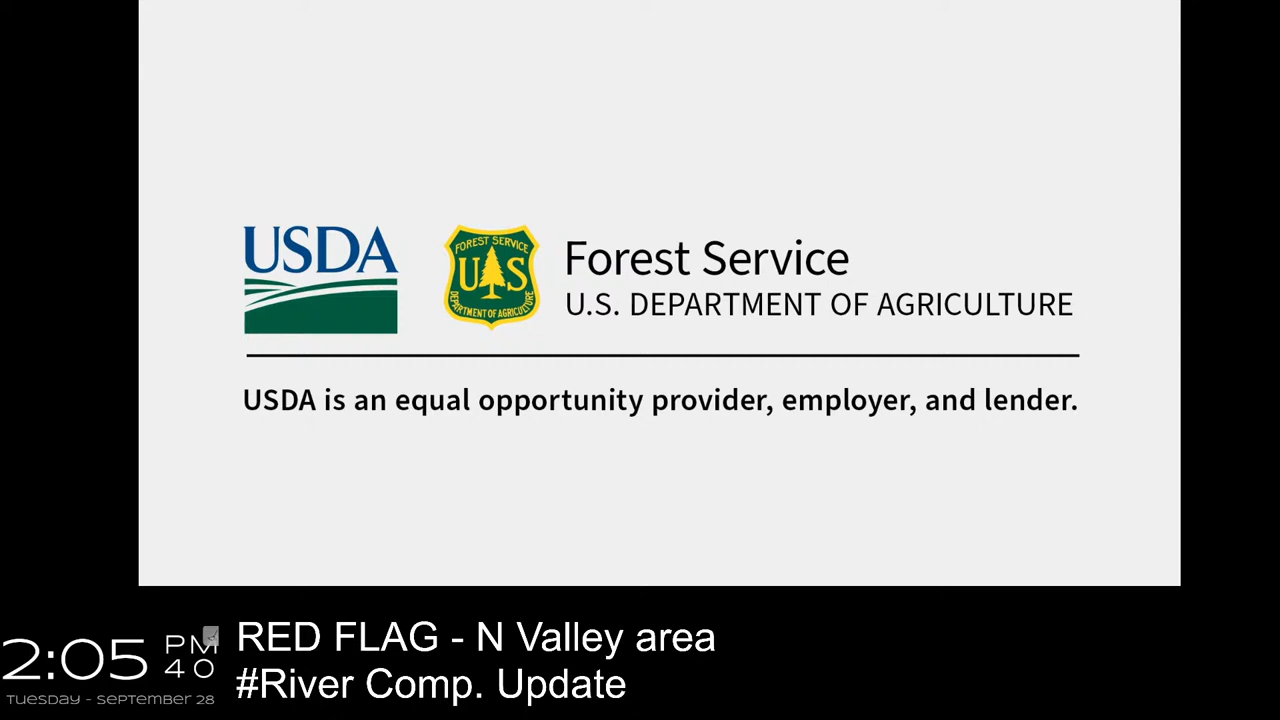 USDA
FOREST SERVICE
U S
DEPARTMENT OF AGRICULTURE
Forest Service
U.S. DEPARTMENT OF AGRICULTURE
USDA is an equal opportunity provider, employer, and lender.
2:05 PM 40
TUESDAY - SEPTEMBER 28
RED FLAG - N Valley area
#River Comp. Update